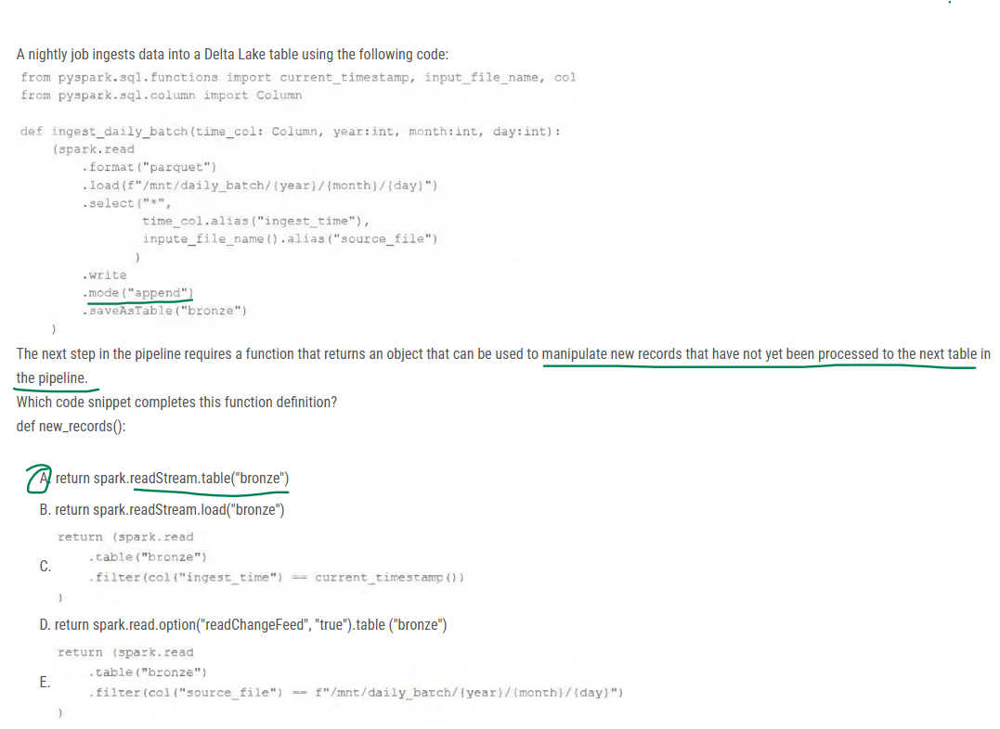 A nightly job ingests data into a Delta Lake table using the following code:
from pyspark.sql.functions import current_timestamp, input_file_name, col
from pyspark.sql.column import Column
def ingest_daily_batch(time_col: Column, year:int, month:int, day:int):
(spark.read
.format("parquet")
.load(f"/mnt/daily_batch/{year}/{month}/{day}")
.select("*",
time_col.alias("ingest_time"),
inpute_file_name().alias("source_file")
)
.write
.mode("append")
.saveAsTable("bronze")
)
The next step in the pipeline requires a function that returns an object that can be used to manipulate new records that have not yet been processed to the next table in
the pipeline.
Which code snippet completes this function definition?
def new_records():
A. return spark.readStream.table("bronze")
B. return spark.readStream.load("bronze")
return (spark.read
.table("bronze")
C.
.filter(col("ingest_time") == current_timestamp())
)
D. return spark.read.option("readChangeFeed", "true").table ("bronze")
return (spark.read
.table("bronze")
E.
.filter(col("source_file") == f"/mnt/daily_batch/{year}/{month}/{day}")
)